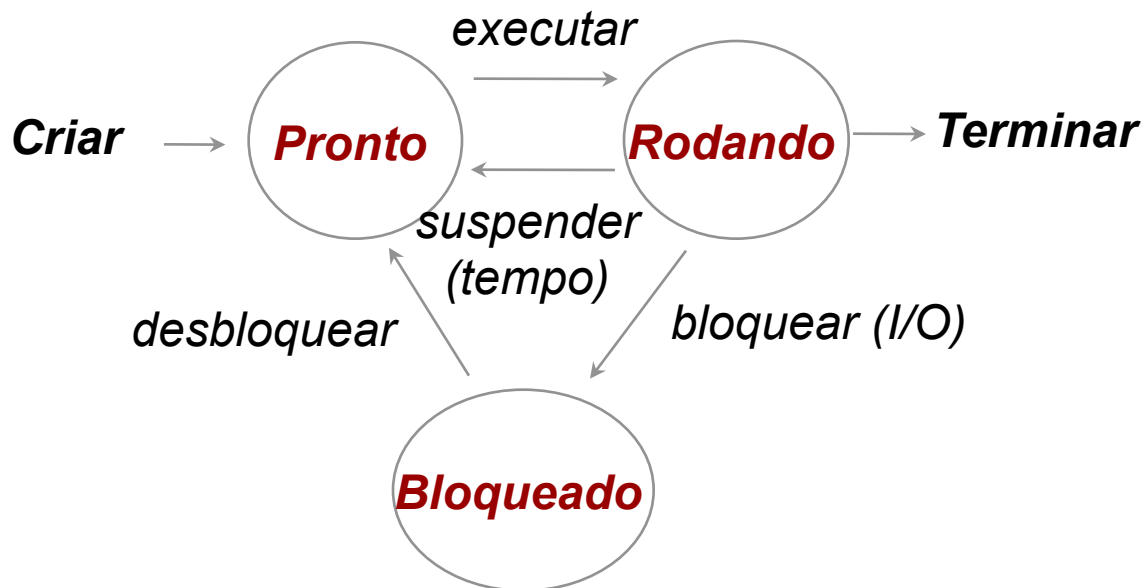 executar
Criar
Pronto
Rodando
Terminar
suspender
(tempo)
desbloquear
bloquear (I/O)
Bloqueado